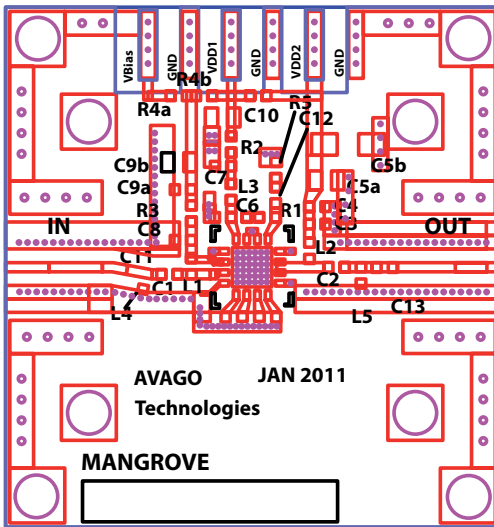 VBias GND VDD1 GND VDD2 GND
R4b
R4a C10 R5
C12
R2
C9b C7 C5b
C9a L3 C5a
R3 C6 R1
IN OUT
C8 C3
L2
C11
C1 L1 C2
L4 L5 C13
AVAGO JAN 2011
Technologies
MANGROVE